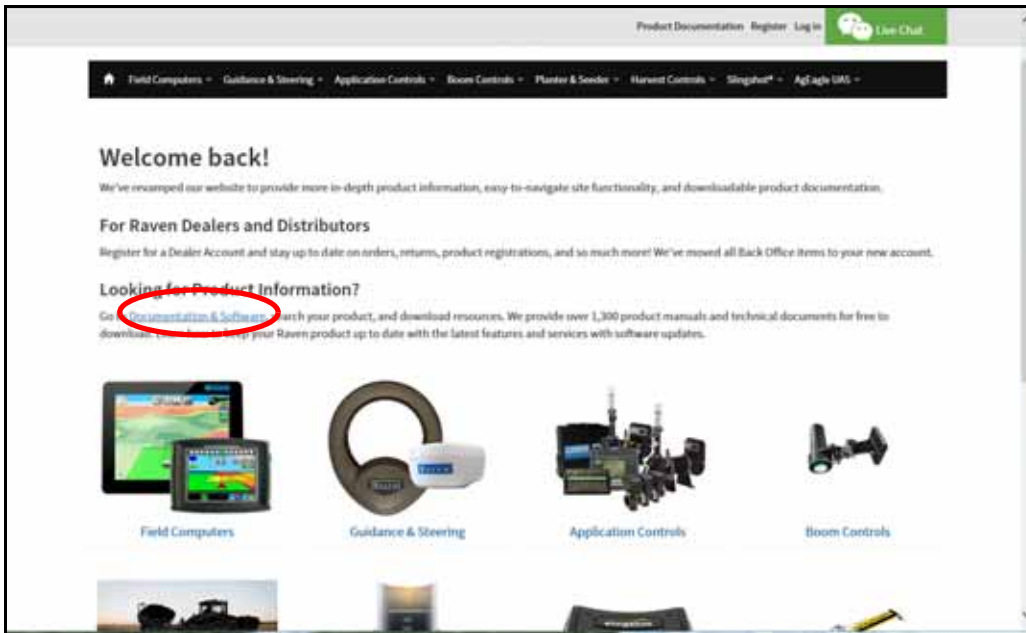 Product Documentation Register Log in Live Chat
Field Computers Guidance & Steering Application Controls Boom Controls Planter & Seeder Harvest Controls Slingshot® AgEagle UAS
Welcome back!
We've revamped our website to provide more in-depth product information, easy-to-navigate site functionality, and downloadable product documentation.
For Raven Dealers and Distributors
Register for a Dealer Account and stay up to date on orders, returns, product registrations, and so much more! We've moved all Back Office items to your new account.
Looking for Product Information?
Go to Documentation & Software, search your product, and download resources. We provide over 1,300 product manuals and technical documents for free to
download. Learn how to keep your Raven product up to date with the latest features and services with software updates.
Field Computers Guidance & Steering Application Controls Boom Controls